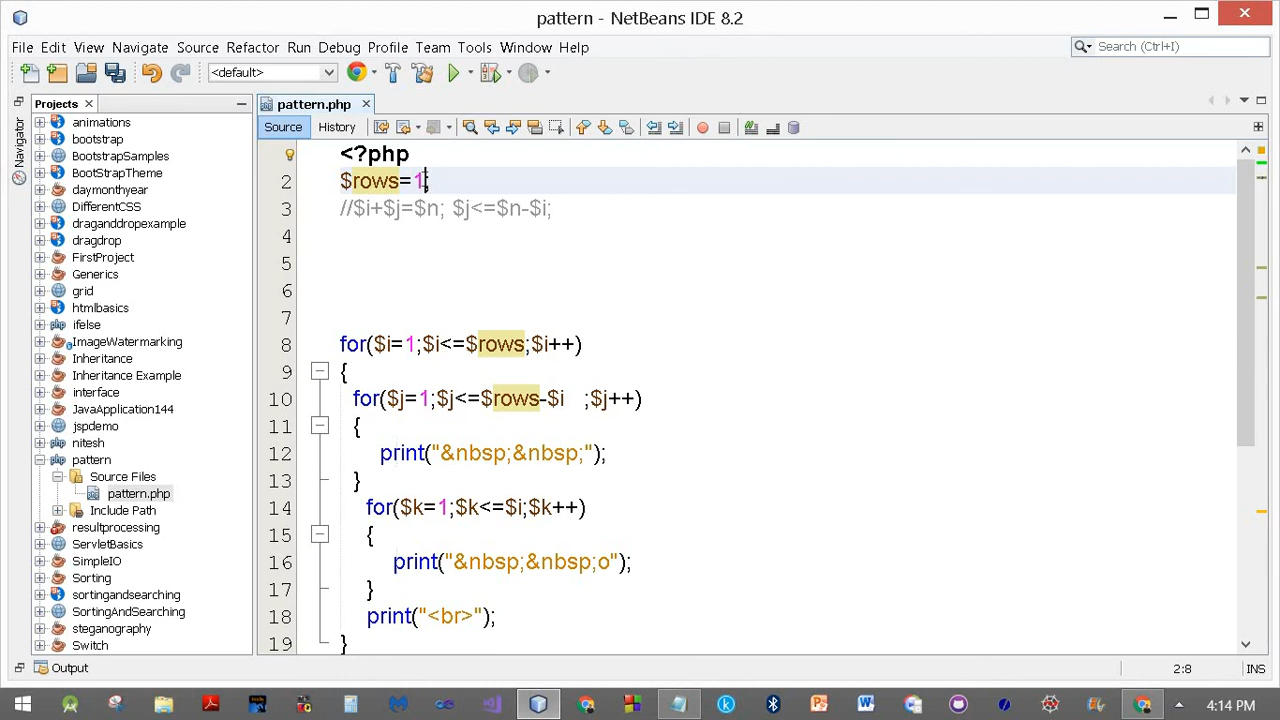 pattern - NetBeans IDE 8.2
File Edit View Navigate Source Refactor Run Debug Profile Team Tools Window Help
Search (Ctrl+I)
<default>
Projects
pattern.php
Navigator
Source History
animations
bootstrap
BootstrapSamples
BootStrapTheme
daymonthyear
DifferentCSS
draganddropexample
dragdrop
FirstProject
Generics
grid
htmlbasics
ifelse
ImageWatermarking
Inheritance
Inheritance Example
interface
JavaApplication144
jspdemo
nitesh
pattern
Source Files
pattern.php
Include Path
resultprocessing
ServletBasics
SimpleIO
Sorting
sortingandsearching
SortingAndSearching
steganography
Switch
<?php
2 $rows=1;
3 //$i+$j=$n; $j<=$n-$i;
4
5
6
7
8 for($i=1;$i<=$rows;$i++)
9 {
10 for($j=1;$j<=$rows-$i ;$j++)
11 {
12 print("&nbsp;&nbsp;");
13 }
14 for($k=1;$k<=$i;$k++)
15 {
16 print("&nbsp;&nbsp;o");
17 }
18 print("<br>");
19 }
Output
2:8 INS
4:14 PM